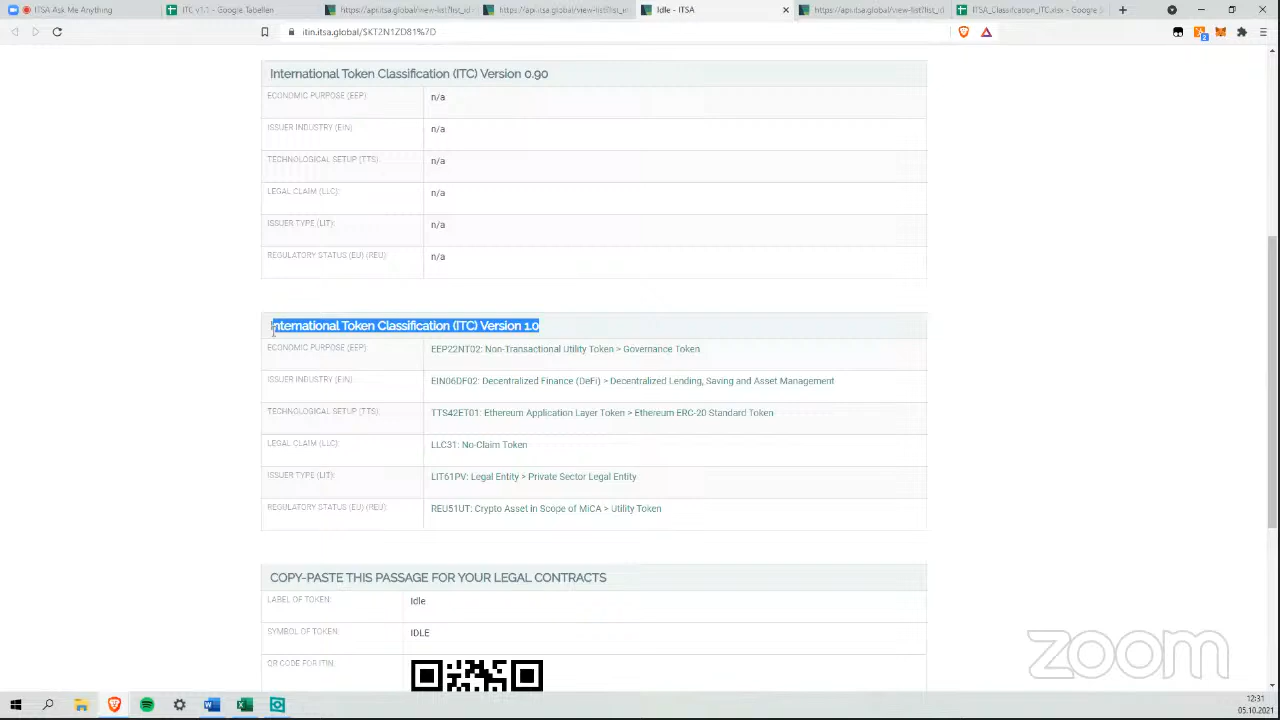 ITSA Ask Me Anything
ITC v1.1 - Google Tabellen
https://apr.itsa.global/view-list?list_id
https://apr.itsa.global/view-list?list_in
Idle - ITSA
https://apr.itsa.global/view-list?list_id
ITSA_Classification_ITC.xlsx - Google S
itin.itsa.global/$KT2N1ZD81%7D
International Token Classification (ITC) Version 0.90
ECONOMIC PURPOSE (EEP): n/a
ISSUER INDUSTRY (EIN): n/a
TECHNOLOGICAL SETUP (TTS): n/a
LEGAL CLAIM (LLC): n/a
ISSUER TYPE (LIT): n/a
REGULATORY STATUS (EU) (REU): n/a
International Token Classification (ITC) Version 1.0
ECONOMIC PURPOSE (EEP): EEP22NT02: Non-Transactional Utility Token > Governance Token
ISSUER INDUSTRY (EIN): EIN06DF02: Decentralized Finance (DeFi) > Decentralized Lending, Saving and Asset Management
TECHNOLOGICAL SETUP (TTS): TTS42ET01: Ethereum Application Layer Token > Ethereum ERC-20 Standard Token
LEGAL CLAIM (LLC): LLC31: No-Claim Token
ISSUER TYPE (LIT): LIT61PV: Legal Entity > Private Sector Legal Entity
REGULATORY STATUS (EU) (REU): REU51UT: Crypto Asset in Scope of MiCA > Utility Token
COPY-PASTE THIS PASSAGE FOR YOUR LEGAL CONTRACTS
LABEL OF TOKEN: Idle
SYMBOL OF TOKEN: IDLE
QR CODE FOR ITIN:
zoom
12:31
05.10.2021